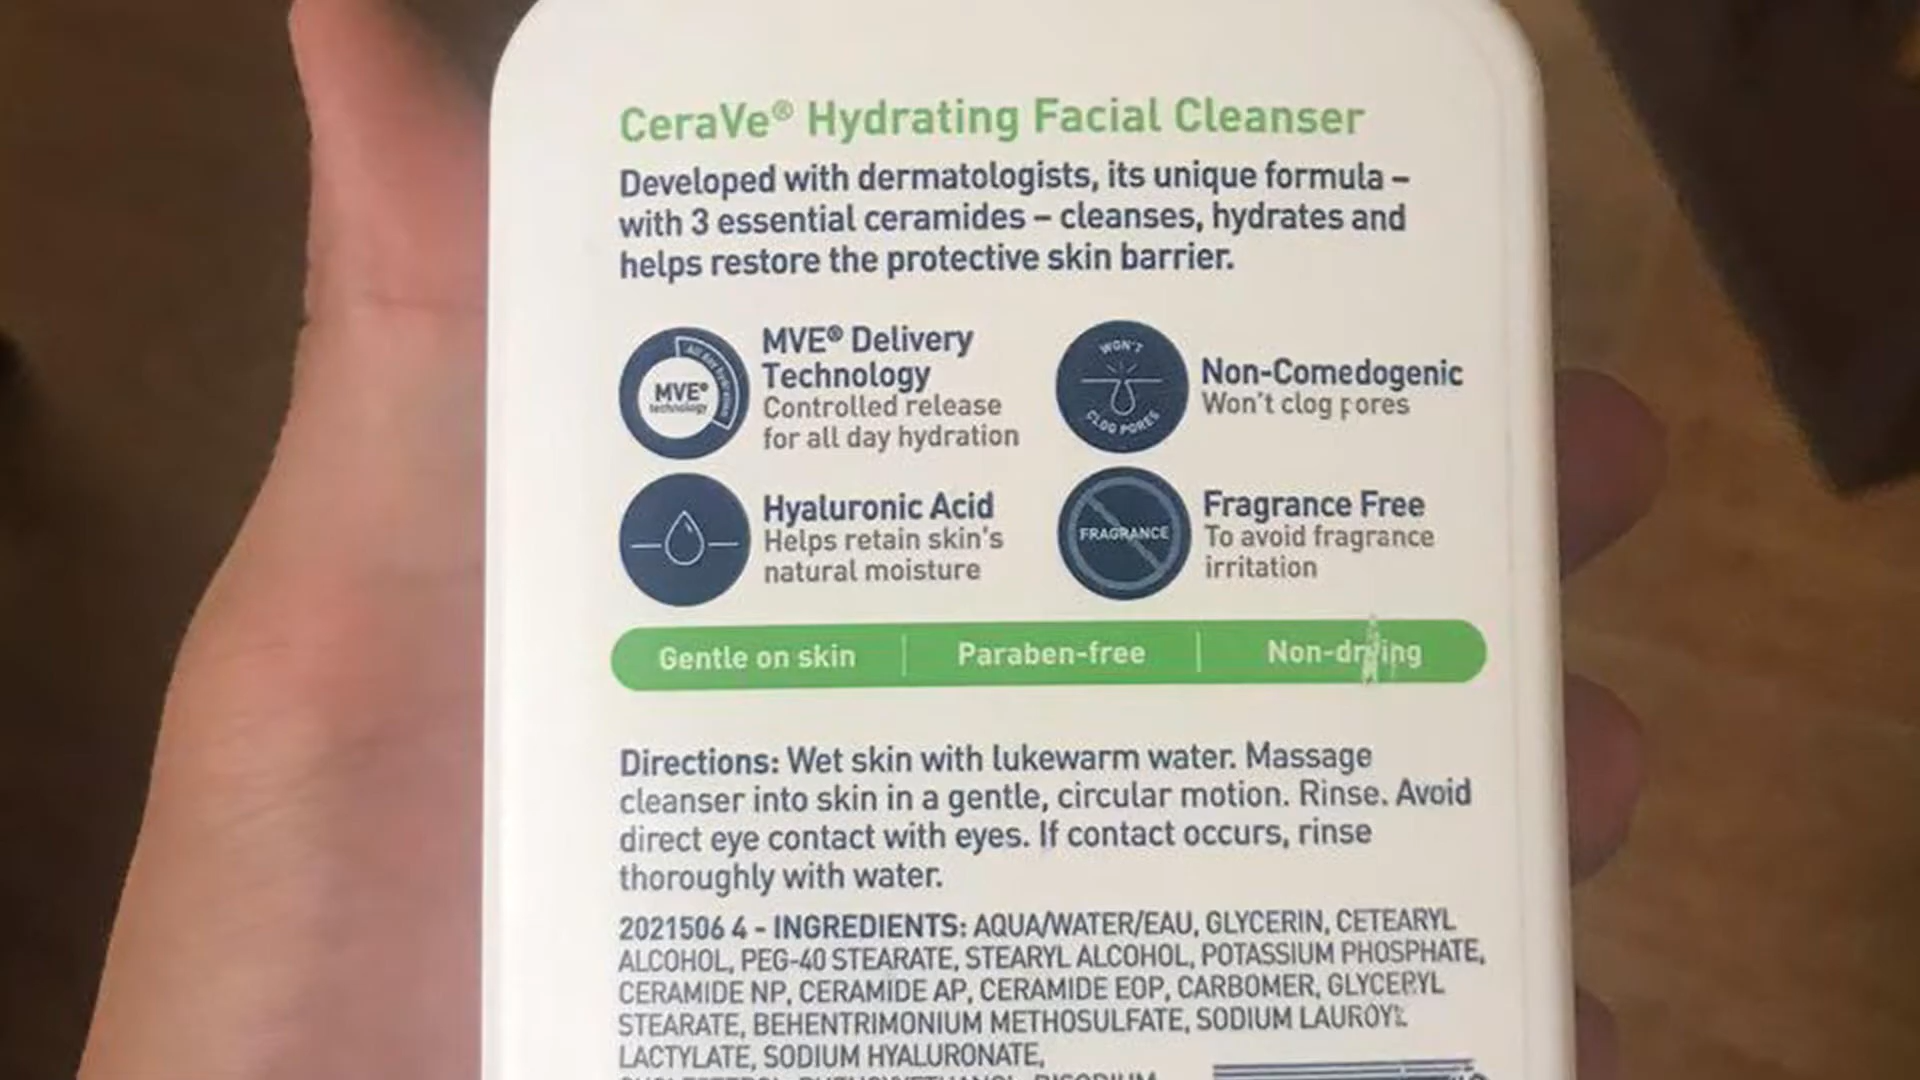 CeraVe® Hydrating Facial Cleanser
Developed with dermatologists, its unique formula –
with 3 essential ceramides – cleanses, hydrates and
helps restore the protective skin barrier.
All day hydration
MVE®
technology
MVE® Delivery
Technology
Controlled release
for all day hydration
WON'T
CLOG PORES
Non-Comedogenic
Won't clog pores
Hyaluronic Acid
Helps retain skin's
natural moisture
FRAGRANCE
Fragrance Free
To avoid fragrance
irritation
Gentle on skin | Paraben-free | Non-drying
Directions: Wet skin with lukewarm water. Massage
cleanser into skin in a gentle, circular motion. Rinse. Avoid
direct eye contact with eyes. If contact occurs, rinse
thoroughly with water.
2021506 4 - INGREDIENTS: AQUA/WATER/EAU, GLYCERIN, CETEARYL
ALCOHOL, PEG-40 STEARATE, STEARYL ALCOHOL, POTASSIUM PHOSPHATE,
CERAMIDE NP, CERAMIDE AP, CERAMIDE EOP, CARBOMER, GLYCERYL
STEARATE, BEHENTRIMONIUM METHOSULFATE, SODIUM LAUROYL
LACTYLATE, SODIUM HYALURONATE,
CHOLESTEROL, PHENOXYETHANOL, DISODIUM